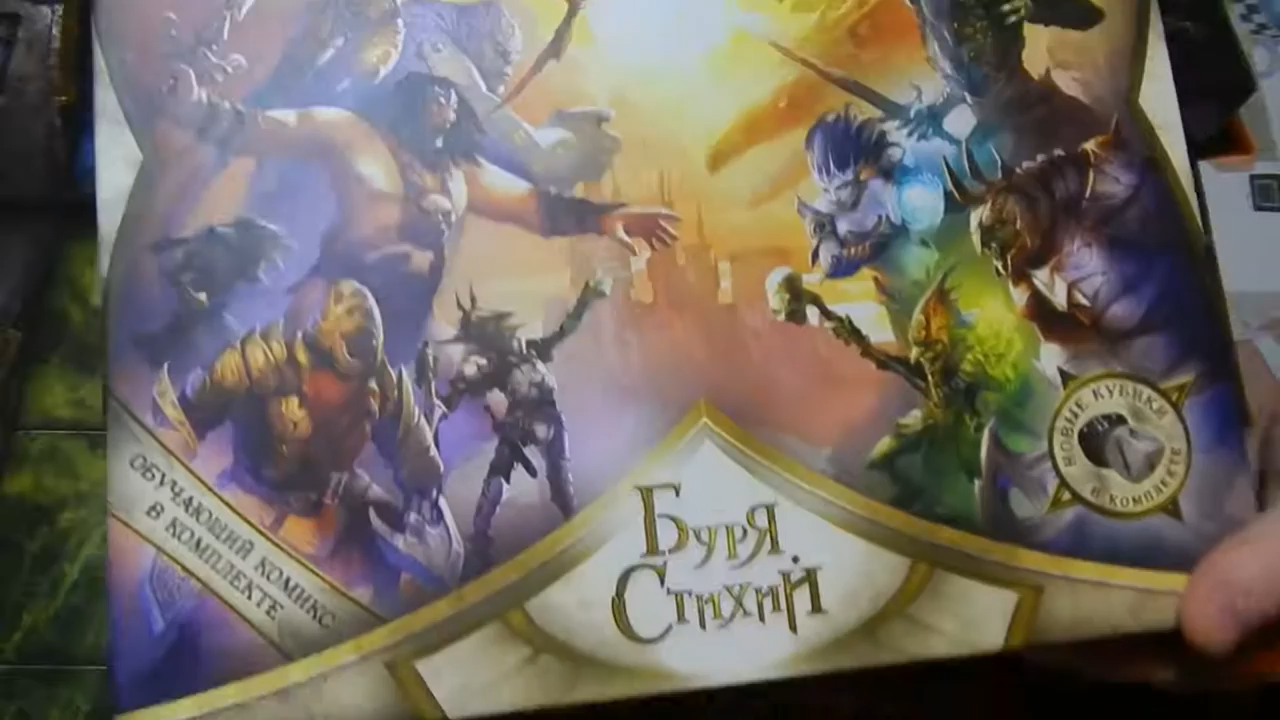 НОВЫЕ КУБИКИ
В КОМПЛЕКТЕ
ОБУЧАЮЩИЙ КОМИКС
В КОМПЛЕКТЕ
Буря
Стихий